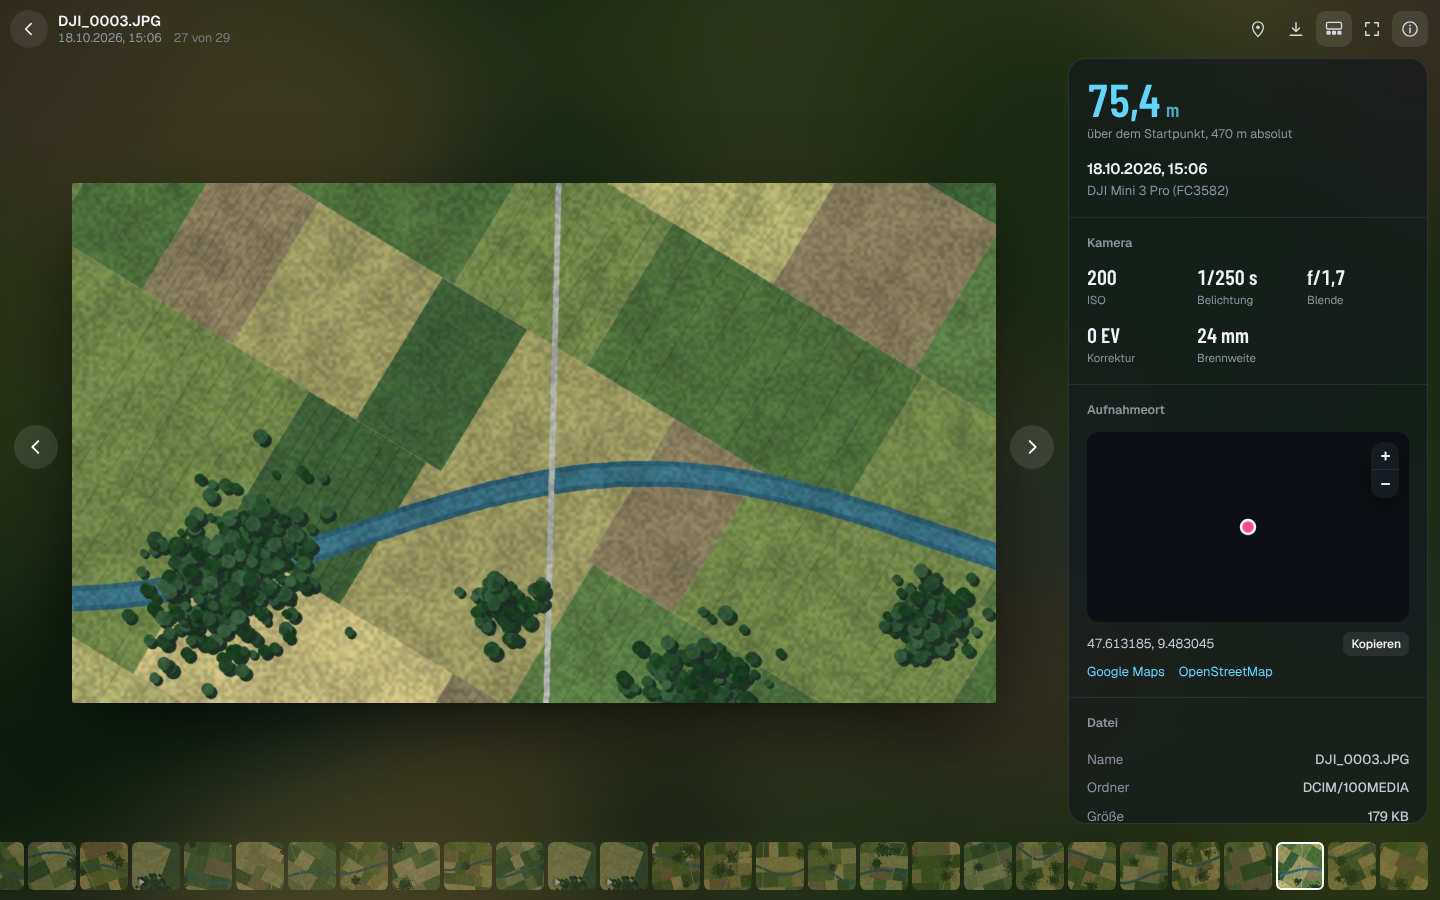 DJI_0003.JPG
18.10.2026, 15:06 27 von 29
75,4 m
über dem Startpunkt, 470 m absolut
18.10.2026, 15:06
DJI Mini 3 Pro (FC3582)
Kamera
200 1/250 s f/1,7
ISO Belichtung Blende
0 EV 24 mm
Korrektur Brennweite
Aufnahmeort
+
−
47.613185, 9.483045 Kopieren
Google Maps OpenStreetMap
Datei
Name DJI_0003.JPG
Ordner DCIM/100MEDIA
Größe 179 KB